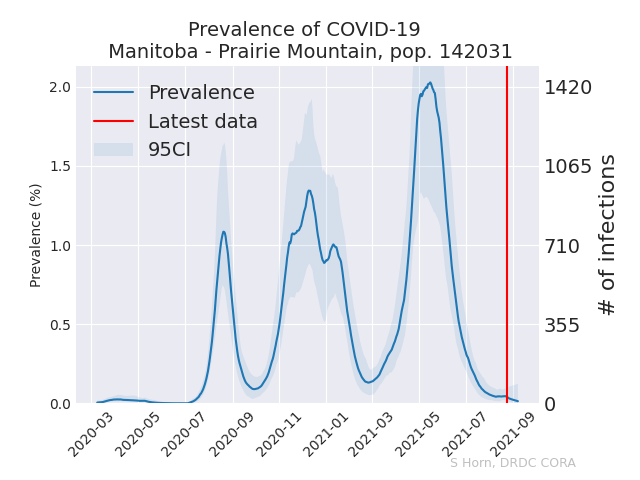 Prevalence of COVID-19
Manitoba - Prairie Mountain, pop. 142031
Prevalence
Latest data
95CI
Prevalence (%)
2.0
1.5
1.0
0.5
0.0
# of infections
1420
1065
710
355
0
2020-03
2020-05
2020-07
2020-09
2020-11
2021-01
2021-03
2021-05
2021-07
2021-09
S Horn, DRDC CORA